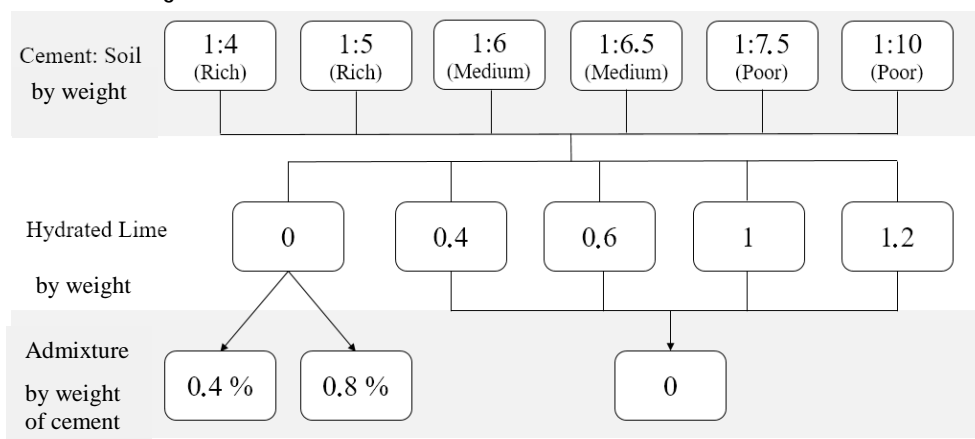 1:4
(Rich)
1:5
(Rich)
1:6
(Medium)
1:6.5
(Medium)
1:7.5
(Poor)
1:10
(Poor)
Cement: Soil
by weight
Hydrated Lime
by weight
0
0.4
0.6
1
1.2
Admixture
by weight
of cement
0.4 %
0.8 %
0